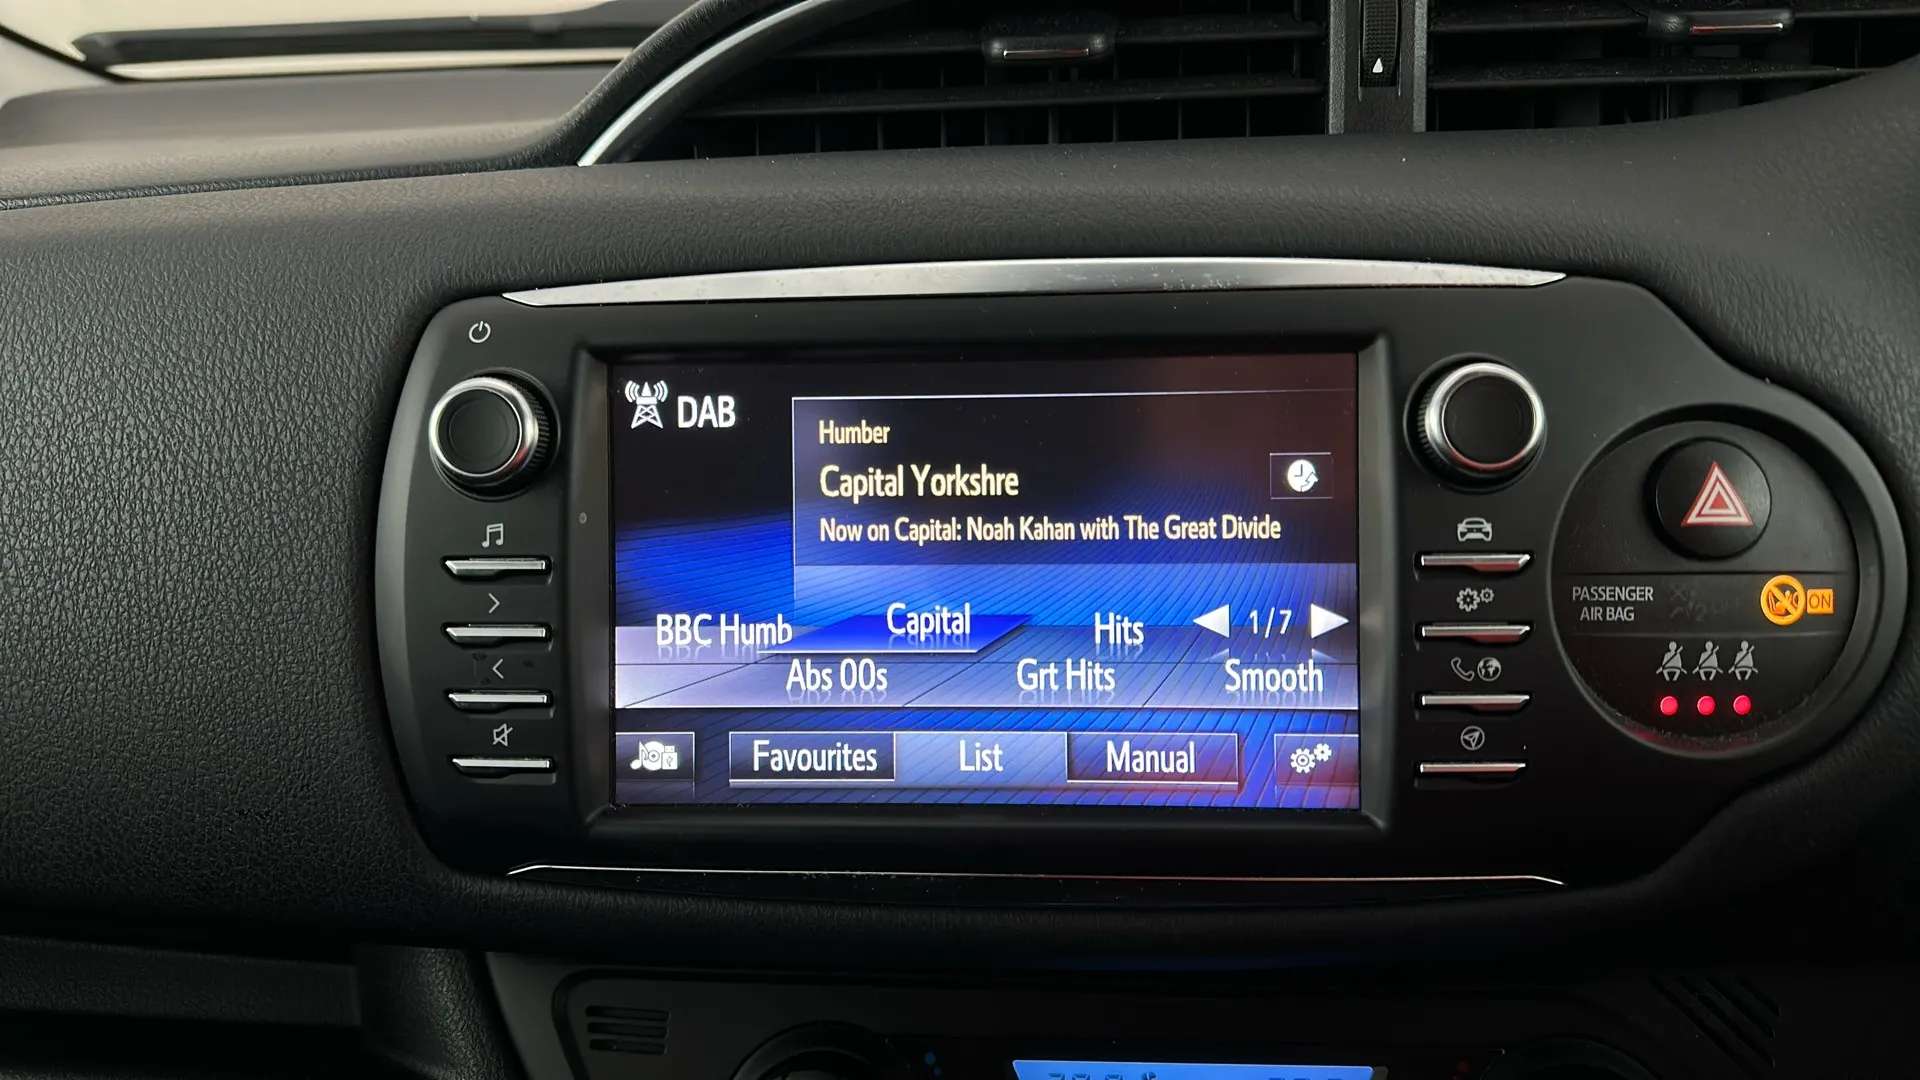 DAB
Humber
Capital Yorkshre
Now on Capital: Noah Kahan with The Great Divide
BBC Humb Capital Hits 1/7
Abs 00s Grt Hits Smooth
Favourites List Manual
PASSENGER
AIR BAG
ON